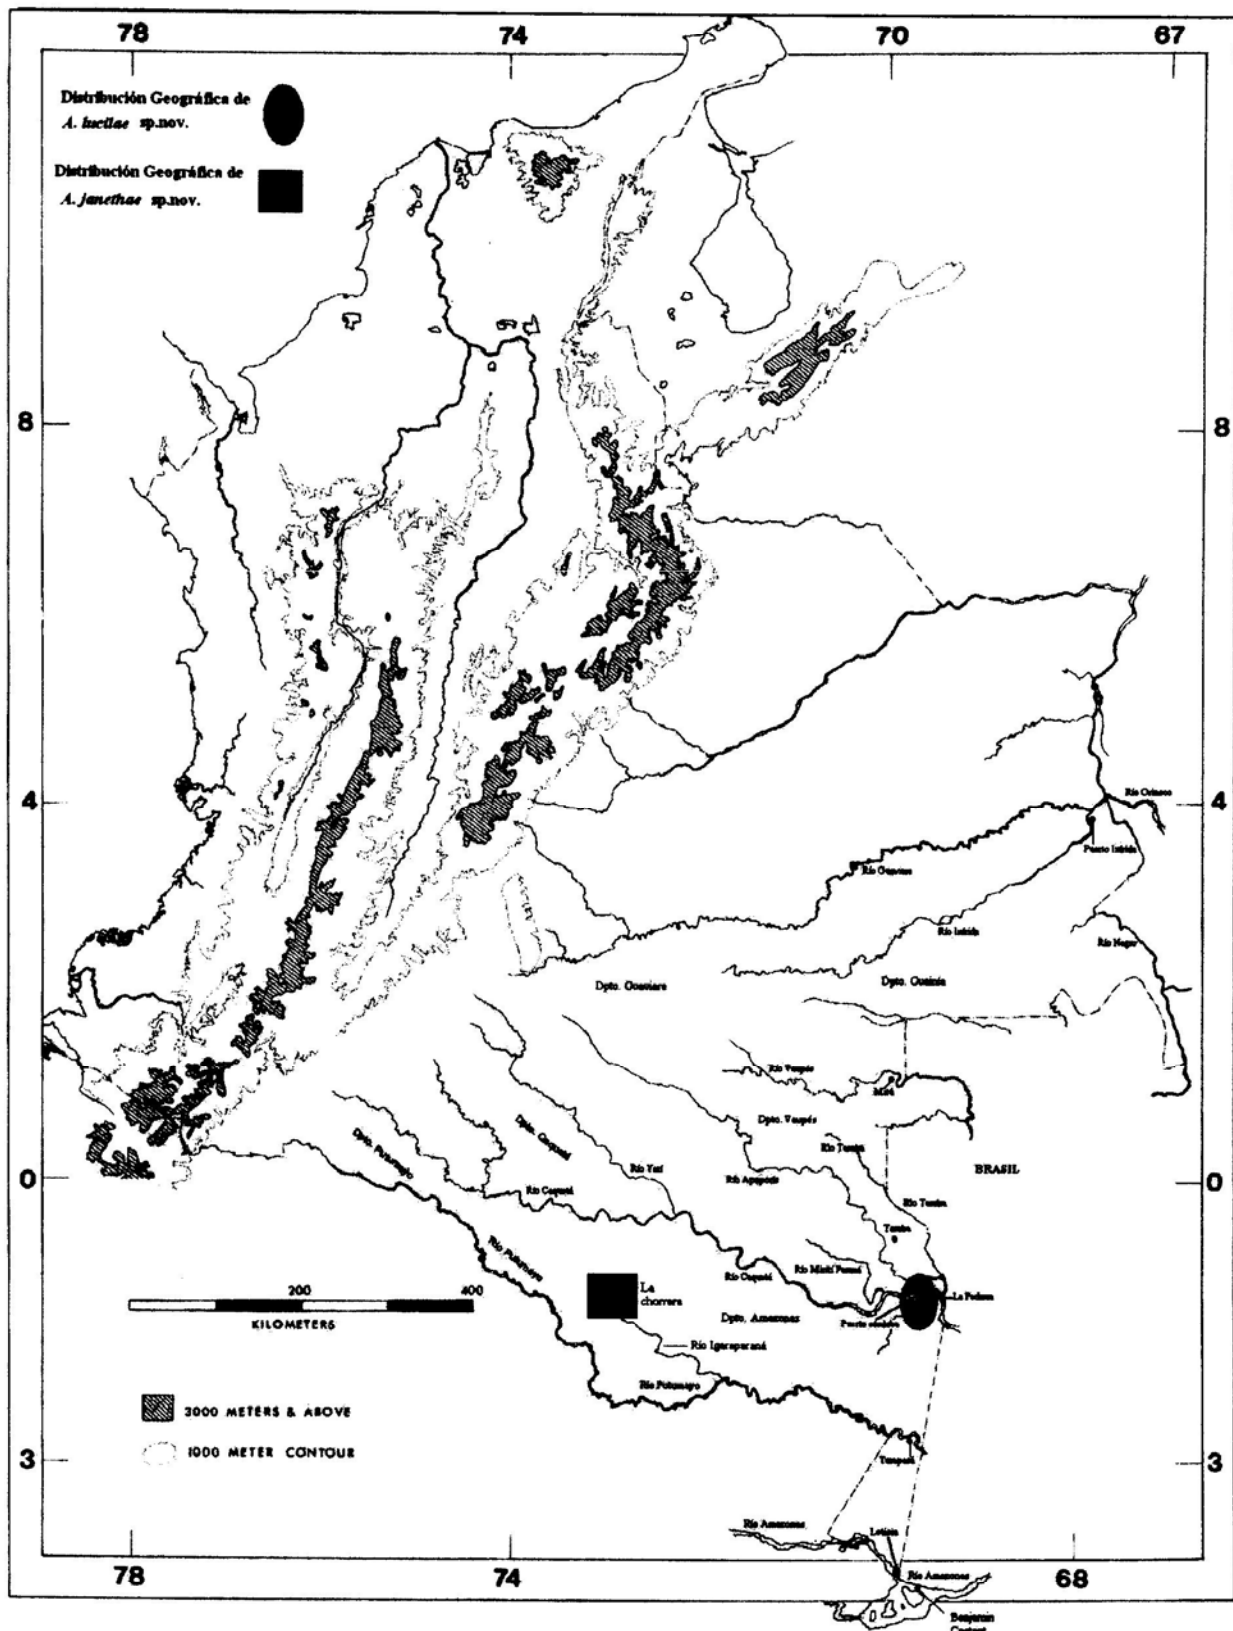 78
74
70
67
Distribución Geográfica de
A. lucilae sp.nov.
Distribución Geográfica de
A. janethae sp.nov.
8
8
4
4
Río Orinoco
Puerto Inírida
Río Guaviare
Río Inírida
Río Negro
Dpto. Guaviare
Dpto. Guainía
Río Vaupés
Mitú
Dpto. Vaupés
Río Taraira
BRASIL
Dpto. Putumayo
Dpto. Caquetá
Río Yarí
Río Apaporis
Río Caquetá
0
0
Río Putumayo
Río Mirití Paraná
Río Caquetá
La Pedrera
La
chorrera
Dpto. Amazonas
200
400
KILOMETERS
Río Igaraparaná
Río Putumayo
3000 METERS & ABOVE
1000 METER CONTOUR
3
3
Tarapacá
Río Amazonas
Leticia
Río Amazonas
78
74
68
Benjamin
Constant